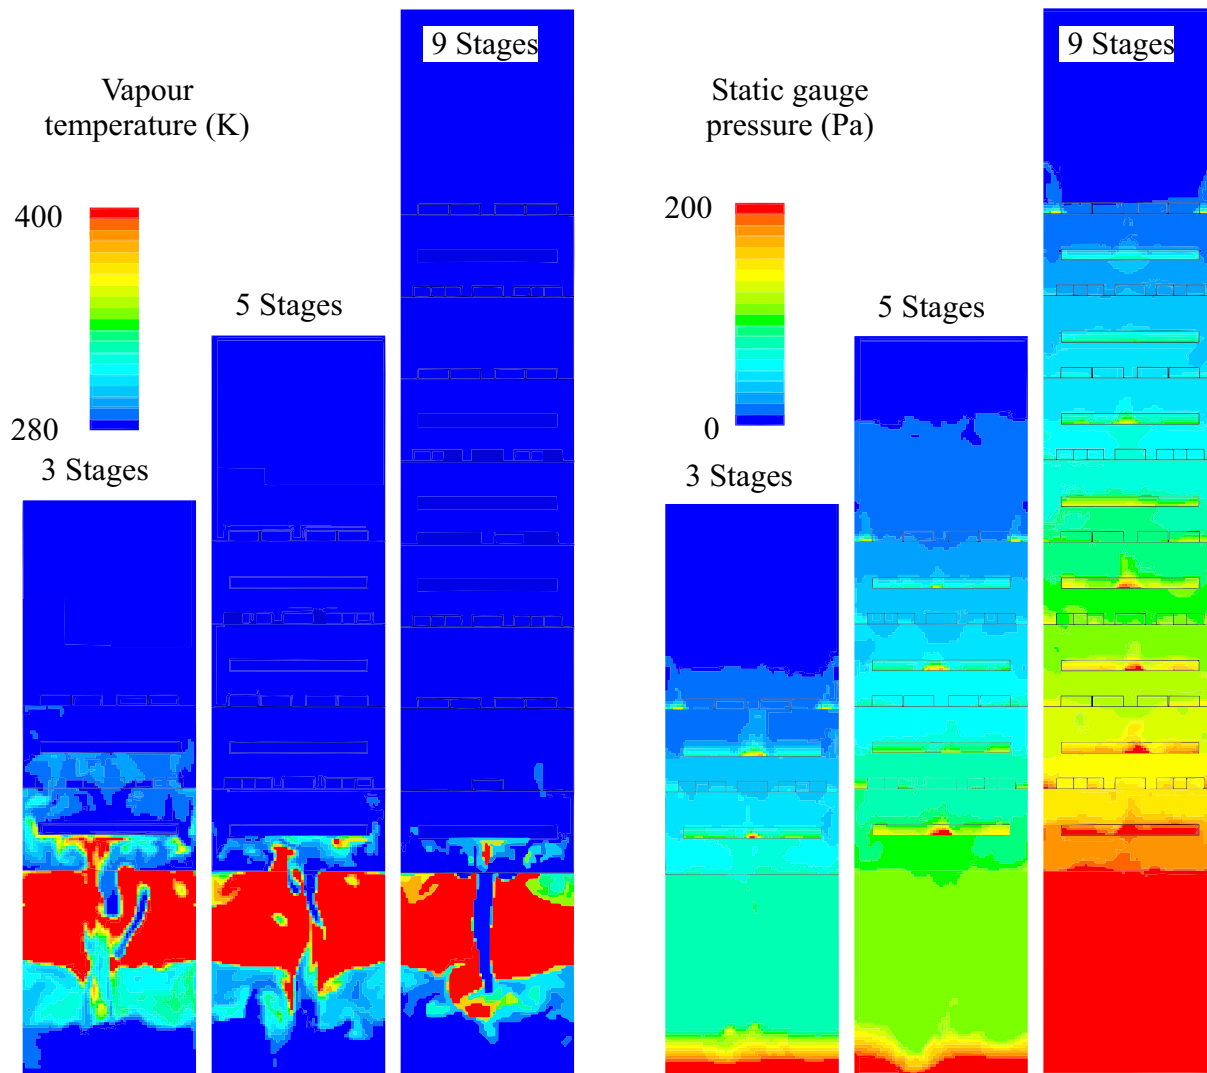 9 Stages
Vapour
temperature (K)
400
5 Stages
280
3 Stages
9 Stages
Static gauge
pressure (Pa)
200
5 Stages
0
3 Stages